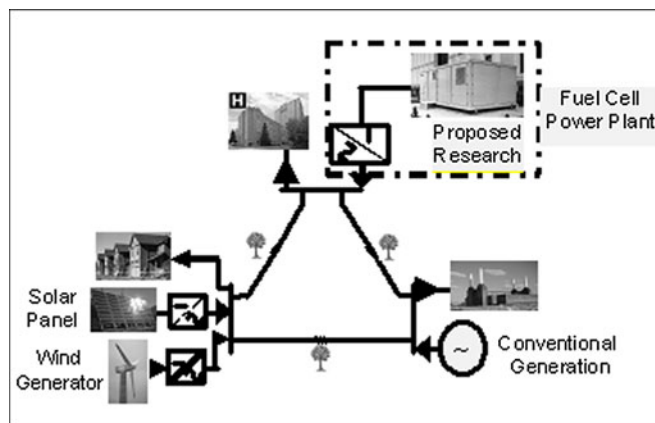 H
Fuel Cell
Power Plant
Proposed
Research
Solar
Panel
Wind
Generator
~
Conventional
Generation